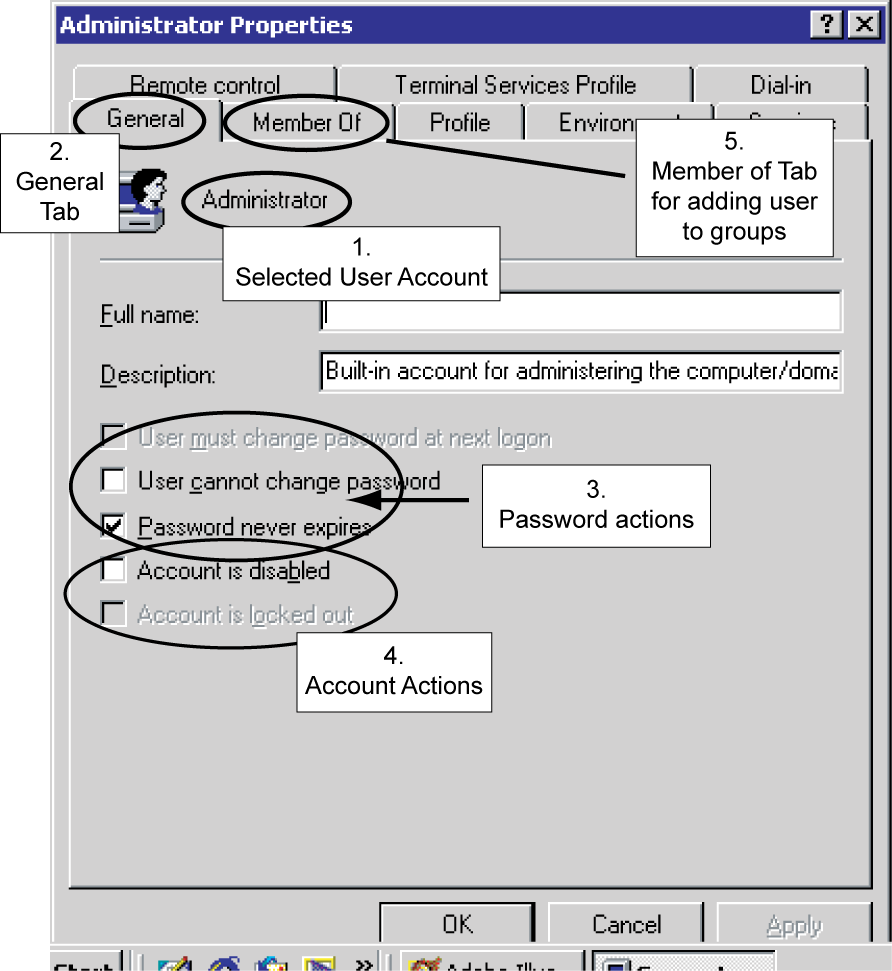 Administrator Properties
Remote control
Terminal Services Profile
Dial-in
General
Member Of
Profile
2.
General
Tab
5.
Member of Tab
for adding user
to groups
Administrator
1.
Selected User Account
Full name:
Description:
Built-in account for administering the computer/doma
User must change password at next logon
User cannot change password
Password never expires
3.
Password actions
Account is disabled
Account is locked out
4.
Account Actions
OK
Cancel
Apply